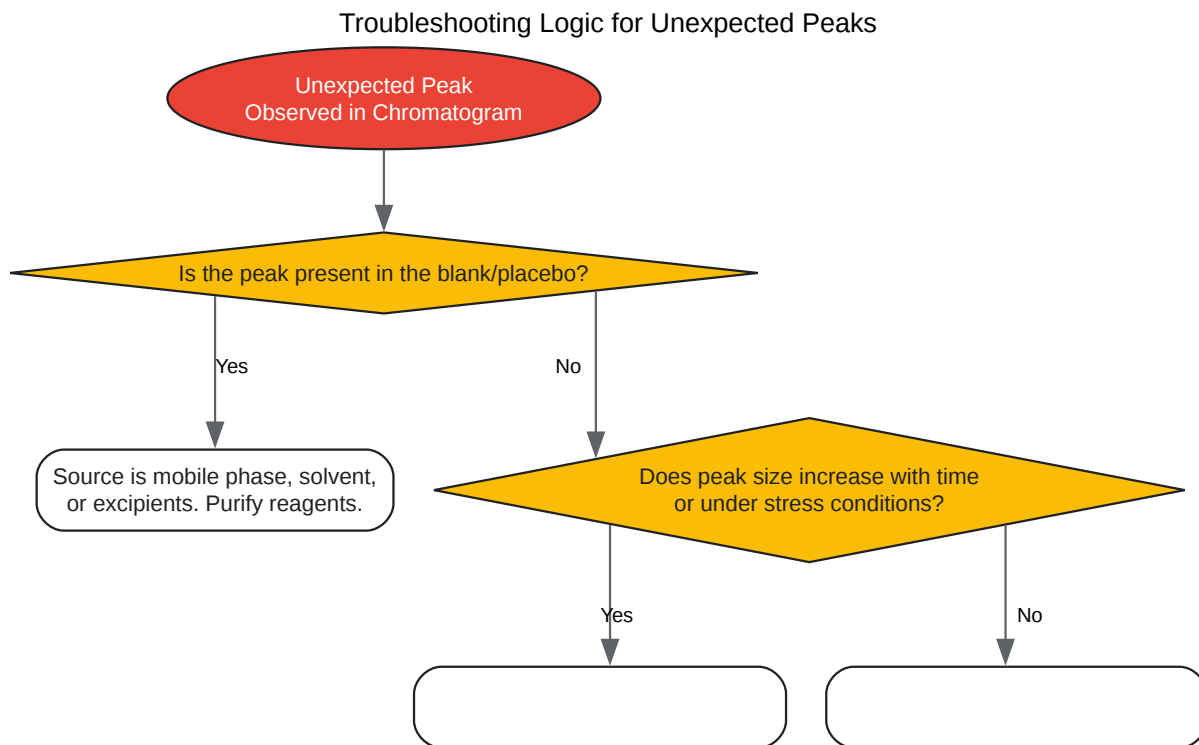 Troubleshooting Logic for Unexpected Peaks
Unexpected Peak
Observed in Chromatogram
Is the peak present in the blank/placebo?
Yes
No
Source is mobile phase, solvent,
or excipients. Purify reagents.
Does peak size increase with time
or under stress conditions?
Yes
No